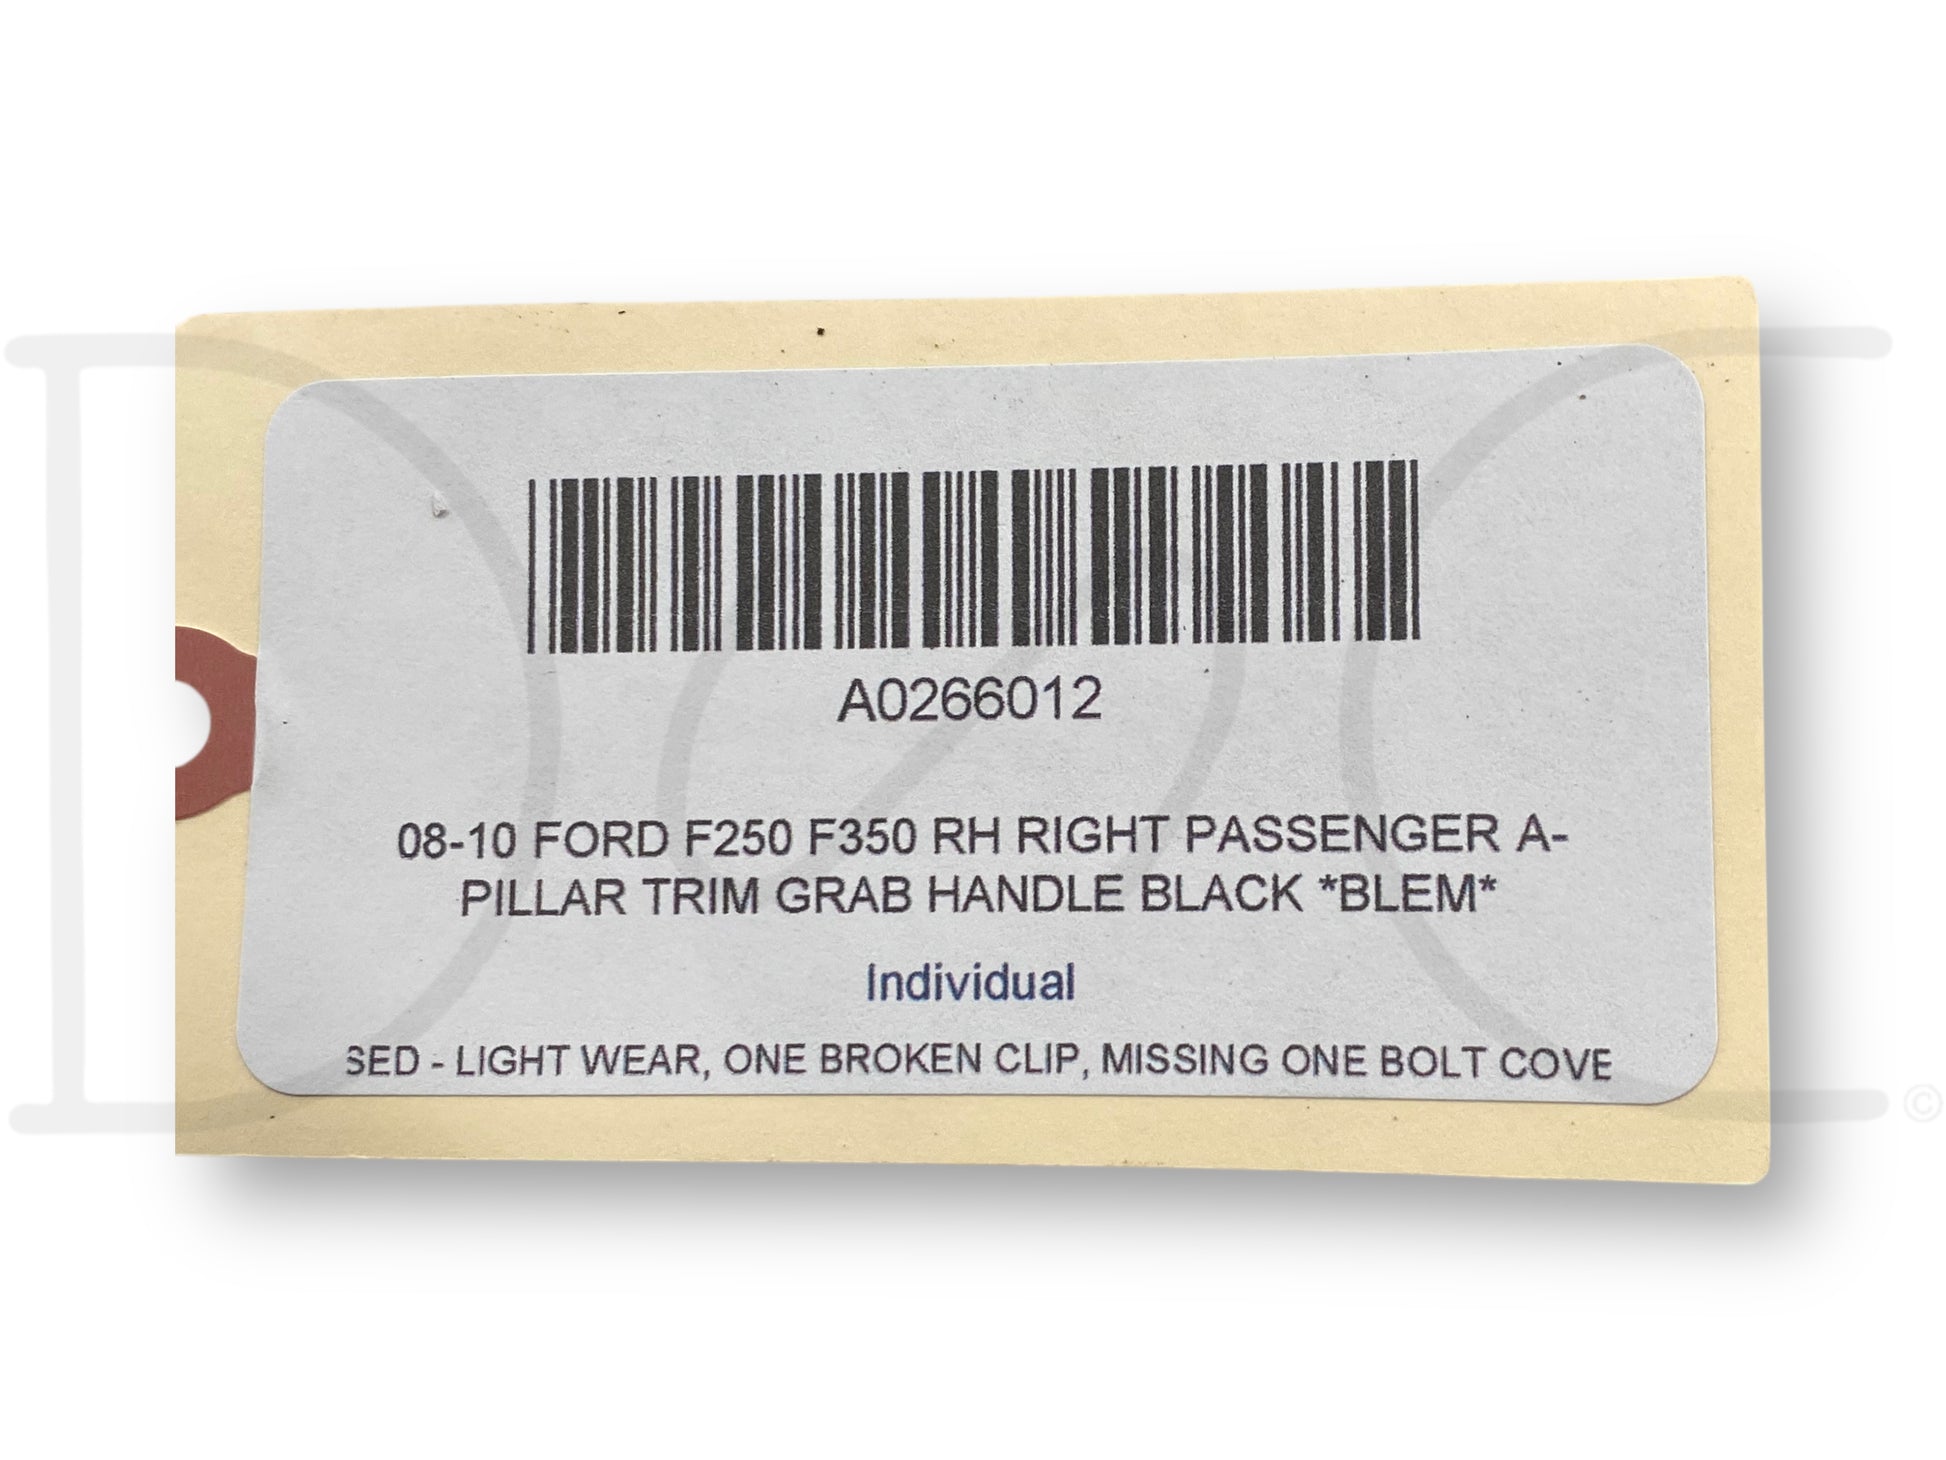 A0266012
08-10 FORD F250 F350 RH RIGHT PASSENGER A-
PILLAR TRIM GRAB HANDLE BLACK *BLEM*
Individual
SED - LIGHT WEAR, ONE BROKEN CLIP, MISSING ONE BOLT COVE
©